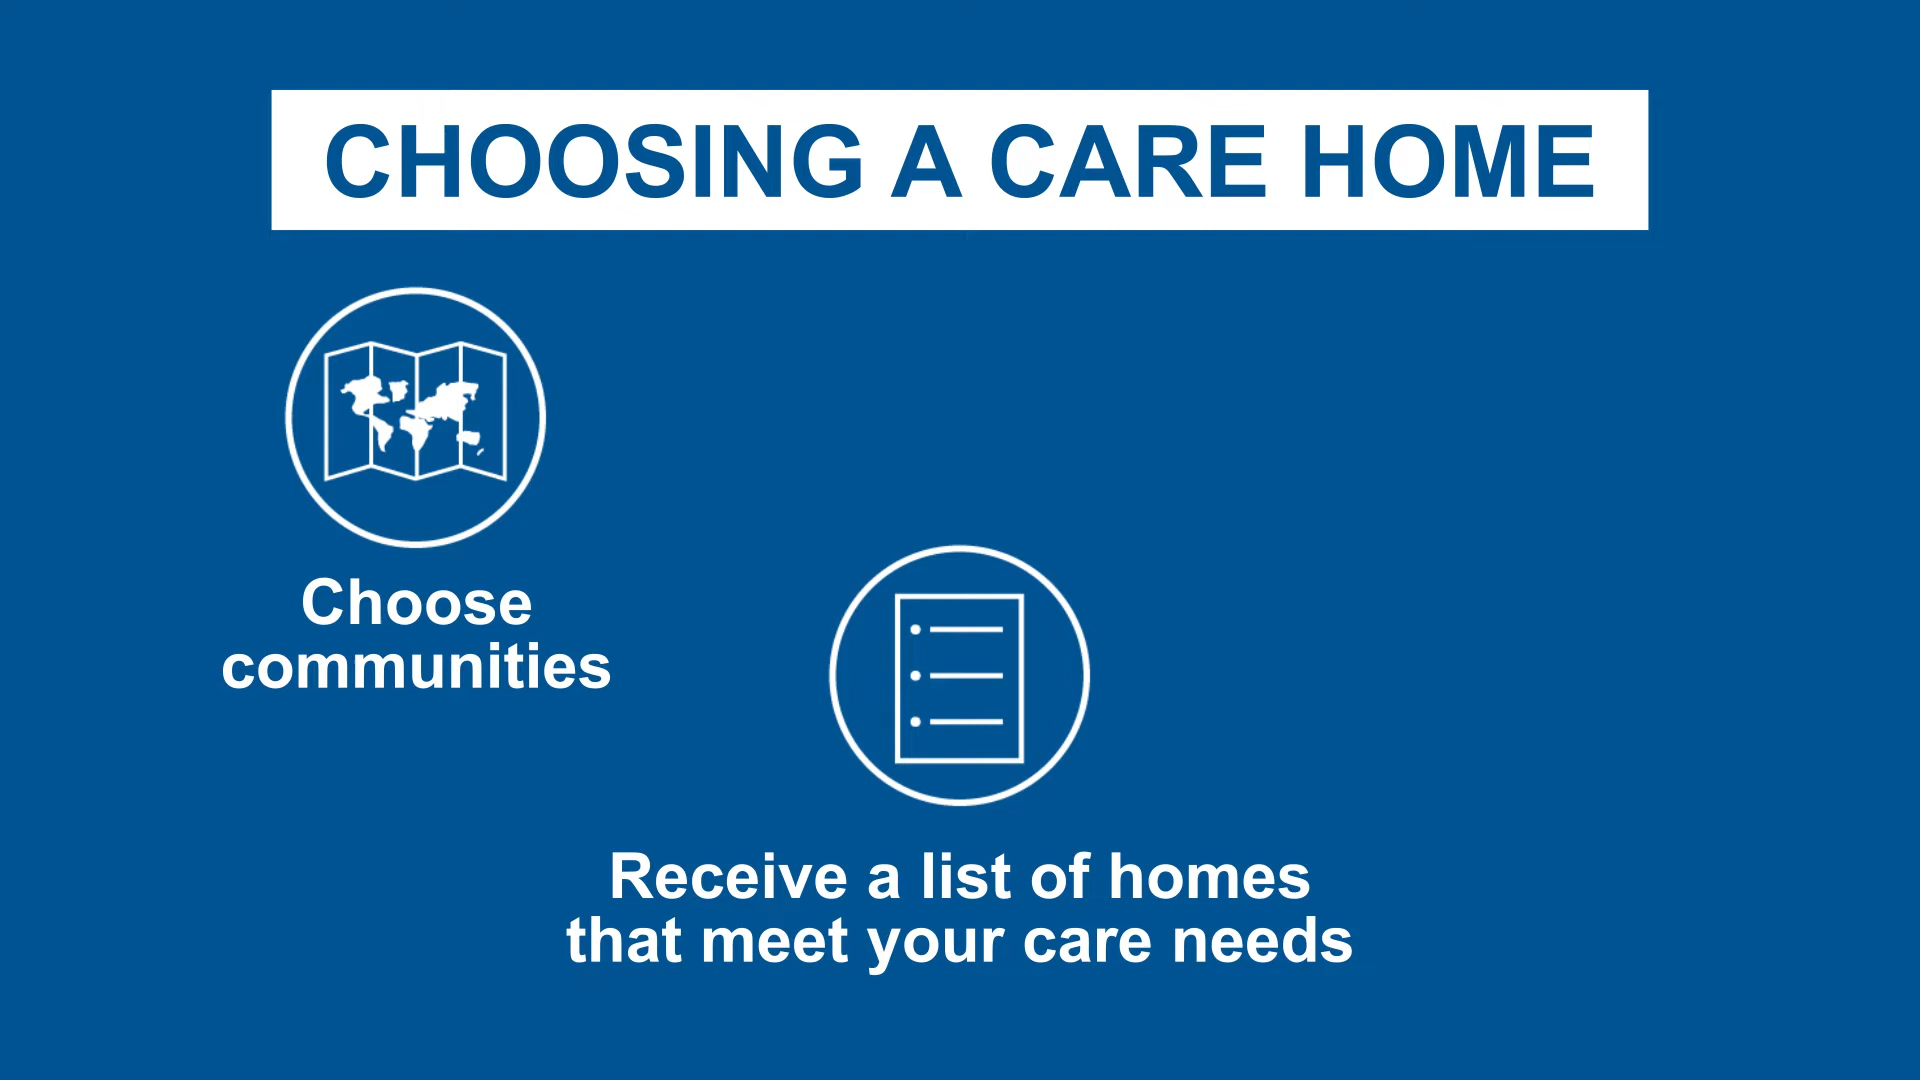 CHOOSING A CARE HOME
Choose
communities
Receive a list of homes
that meet your care needs